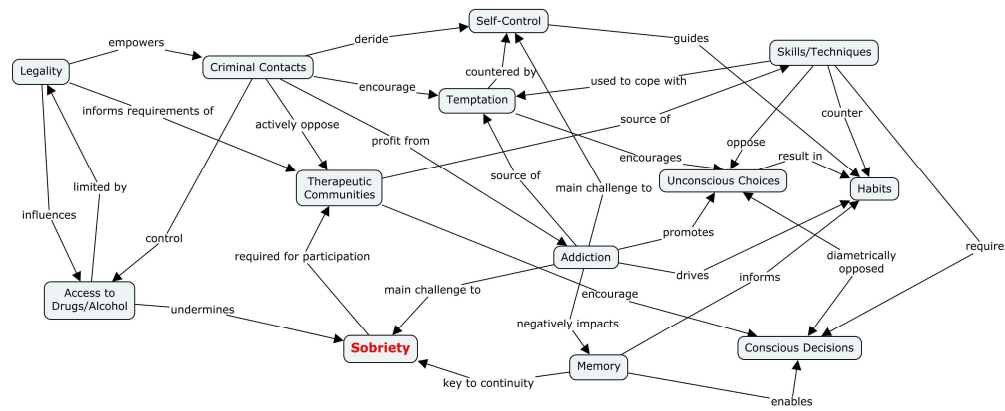 Self-Control
empowers
deride
guides
Skills/Techniques
Legality
Criminal Contacts
countered by
used to cope with
encourage
Temptation
informs requirements of
actively oppose
source of
counter
profit from
oppose
encourages
result in
limited by
Therapeutic
Communities
source of
main challenge to
Unconscious Choices
Habits
influences
control
promotes
required for participation
Addiction
diametrically
opposed
require
drives
informs
Access to
Drugs/Alcohol
main challenge to
encourage
undermines
negatively impacts
Sobriety
Conscious Decisions
Memory
key to continuity
enables